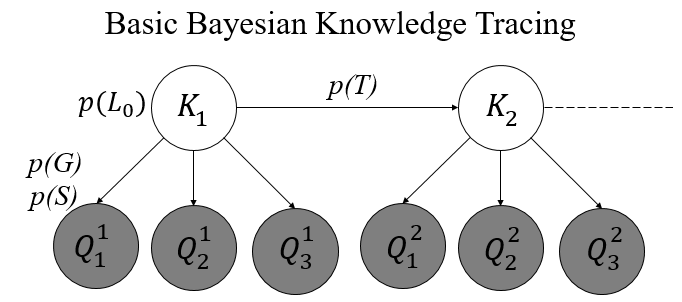 Basic Bayesian Knowledge Tracing
p(L₀) K₁ p(T) K₂
p(G)
p(S)
Q₁¹ Q₂¹ Q₃¹ Q₁² Q₂² Q₃²